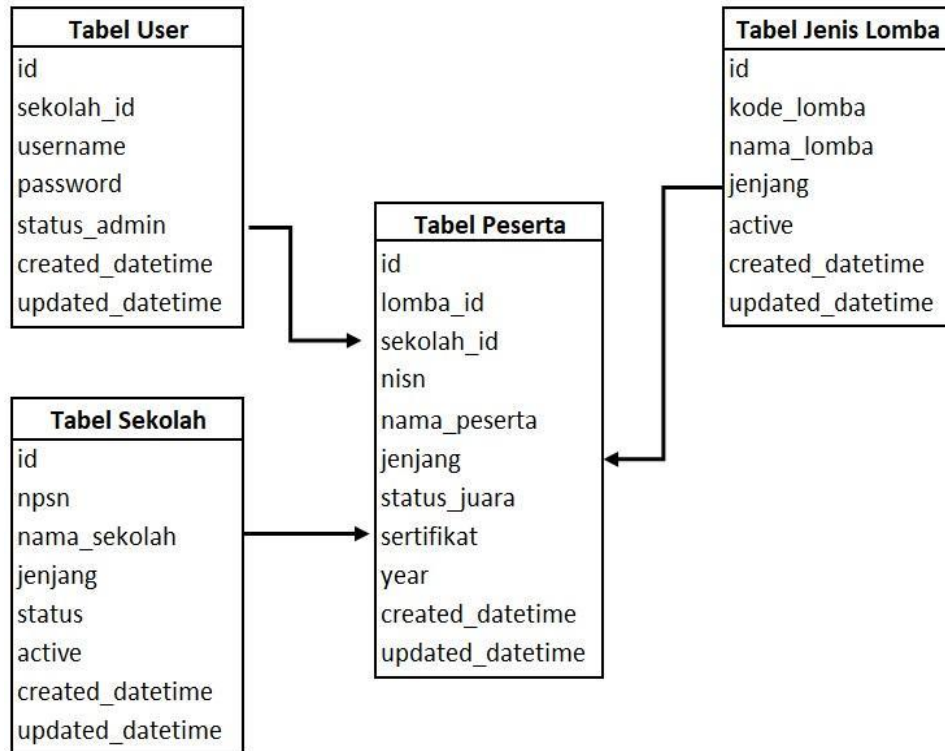 Tabel User
id
sekolah_id
username
password
status_admin
created_datetime
updated_datetime
Tabel Sekolah
id
npsn
nama_sekolah
jenjang
status
active
created_datetime
updated_datetime
Tabel Peserta
id
lomba_id
sekolah_id
nisn
nama_peserta
jenjang
status_juara
sertifikat
year
created_datetime
updated_datetime
Tabel Jenis Lomba
id
kode_lomba
nama_lomba
jenjang
active
created_datetime
updated_datetime